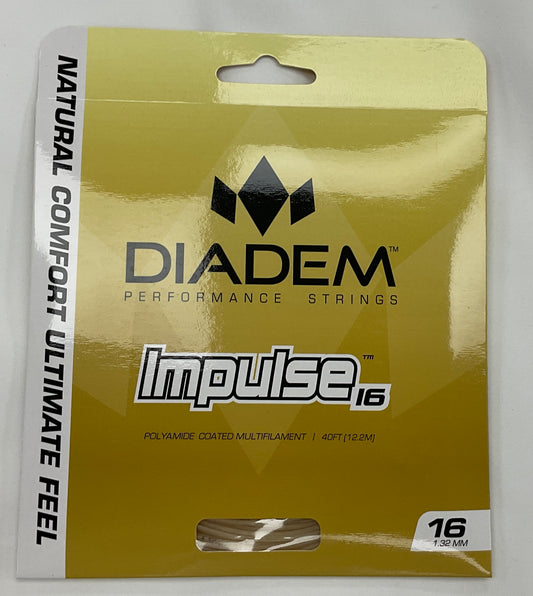 NATURAL COMFORT ULTIMATE FEEL
DIADEM™
PERFORMANCE STRINGS
Impulse™ 16
POLYAMIDE COATED MULTIFILAMENT | 40FT [12.2M]
16
1.32 MM